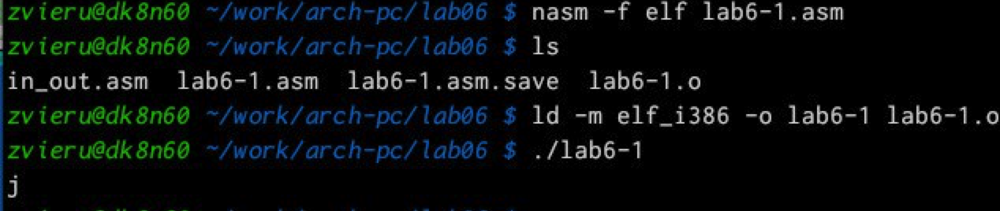 zvieru@dk8n60 ~/work/arch-pc/lab06 $ nasm -f elf lab6-1.asm
zvieru@dk8n60 ~/work/arch-pc/lab06 $ ls
in_out.asm  lab6-1.asm  lab6-1.asm.save  lab6-1.o
zvieru@dk8n60 ~/work/arch-pc/lab06 $ ld -m elf_i386 -o lab6-1 lab6-1.o
zvieru@dk8n60 ~/work/arch-pc/lab06 $ ./lab6-1
j